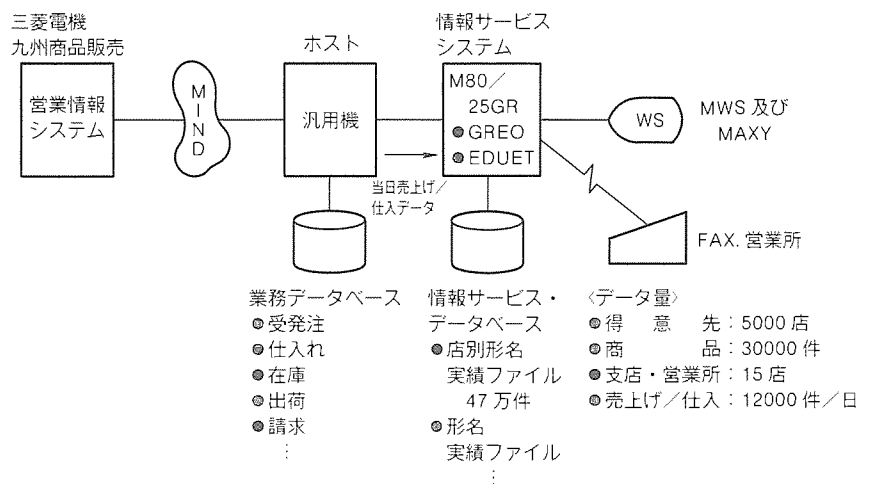 三菱電機
九州商品販売
営業情報
システム
MIND
ホスト
汎用機
当日売上げ/
仕入データ
情報サービス
システム
M80/
25GR
●GREO
●EDUET
WS
MWS 及び
MAXY
FAX. 営業所
業務データベース
●受発注
●仕入れ
●在庫
●出荷
●請求
⋮
情報サービス・
データベース
●店別形名
実績ファイル
47 万件
●形名
実績ファイル
⋮
〈データ量〉
●得意先：5000 店
●商品：30000 件
●支店・営業所：15 店
●売上げ/仕入：12000 件/日